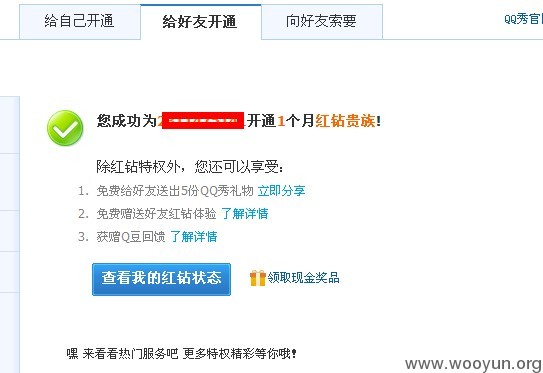 给自己开通 给好友开通 向好友索要 QQ秀官
您成功为 开通1个月红钻贵族!
除红钻特权外，您还可以享受:
1. 免费给好友送出5份QQ秀礼物 立即分享
2. 免费赠送好友红钻体验 了解详情
3. 获赠Q豆回馈 了解详情
查看我的红钻状态 领取现金奖品
嘿 来看看热门服务吧 更多特权精彩等你哦!
www.wooyun.org